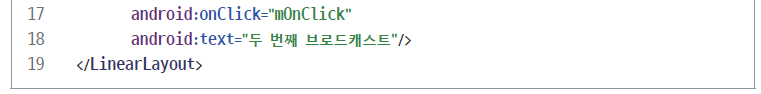 17 android:onClick="mOnClick"
18 android:text="두 번째 브로드캐스트"/>
19 </LinearLayout>